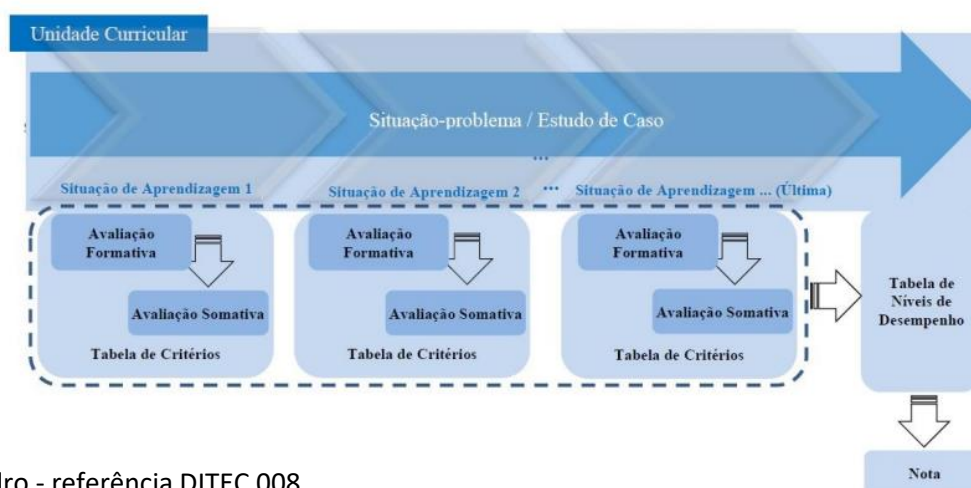 Unidade Curricular
Situação-problema / Estudo de Caso
...
Situação de Aprendizagem 1
Situação de Aprendizagem 2
...
Situação de Aprendizagem ... (Última)
Avaliação
Formativa
Avaliação Somativa
Tabela de Critérios
Avaliação
Formativa
Avaliação Somativa
Tabela de Critérios
Avaliação
Formativa
Avaliação Somativa
Tabela de Critérios
Tabela de
Níveis de
Desempenho
Nota
referência DITEC 008